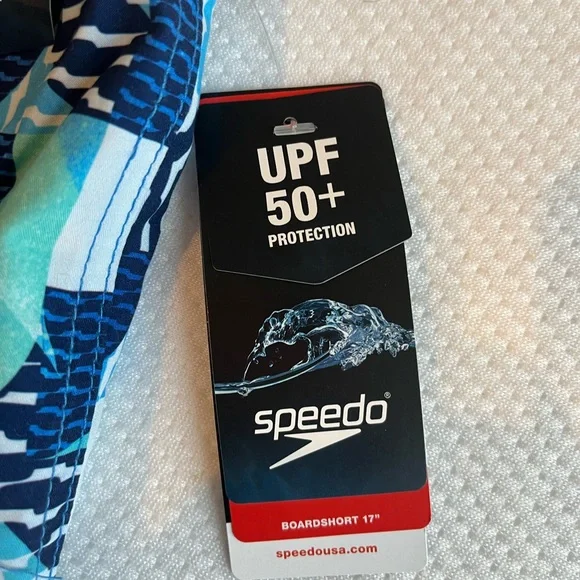 UPF
50+
PROTECTION
speedo®
BOARDSHORT 17"
speedousa.com